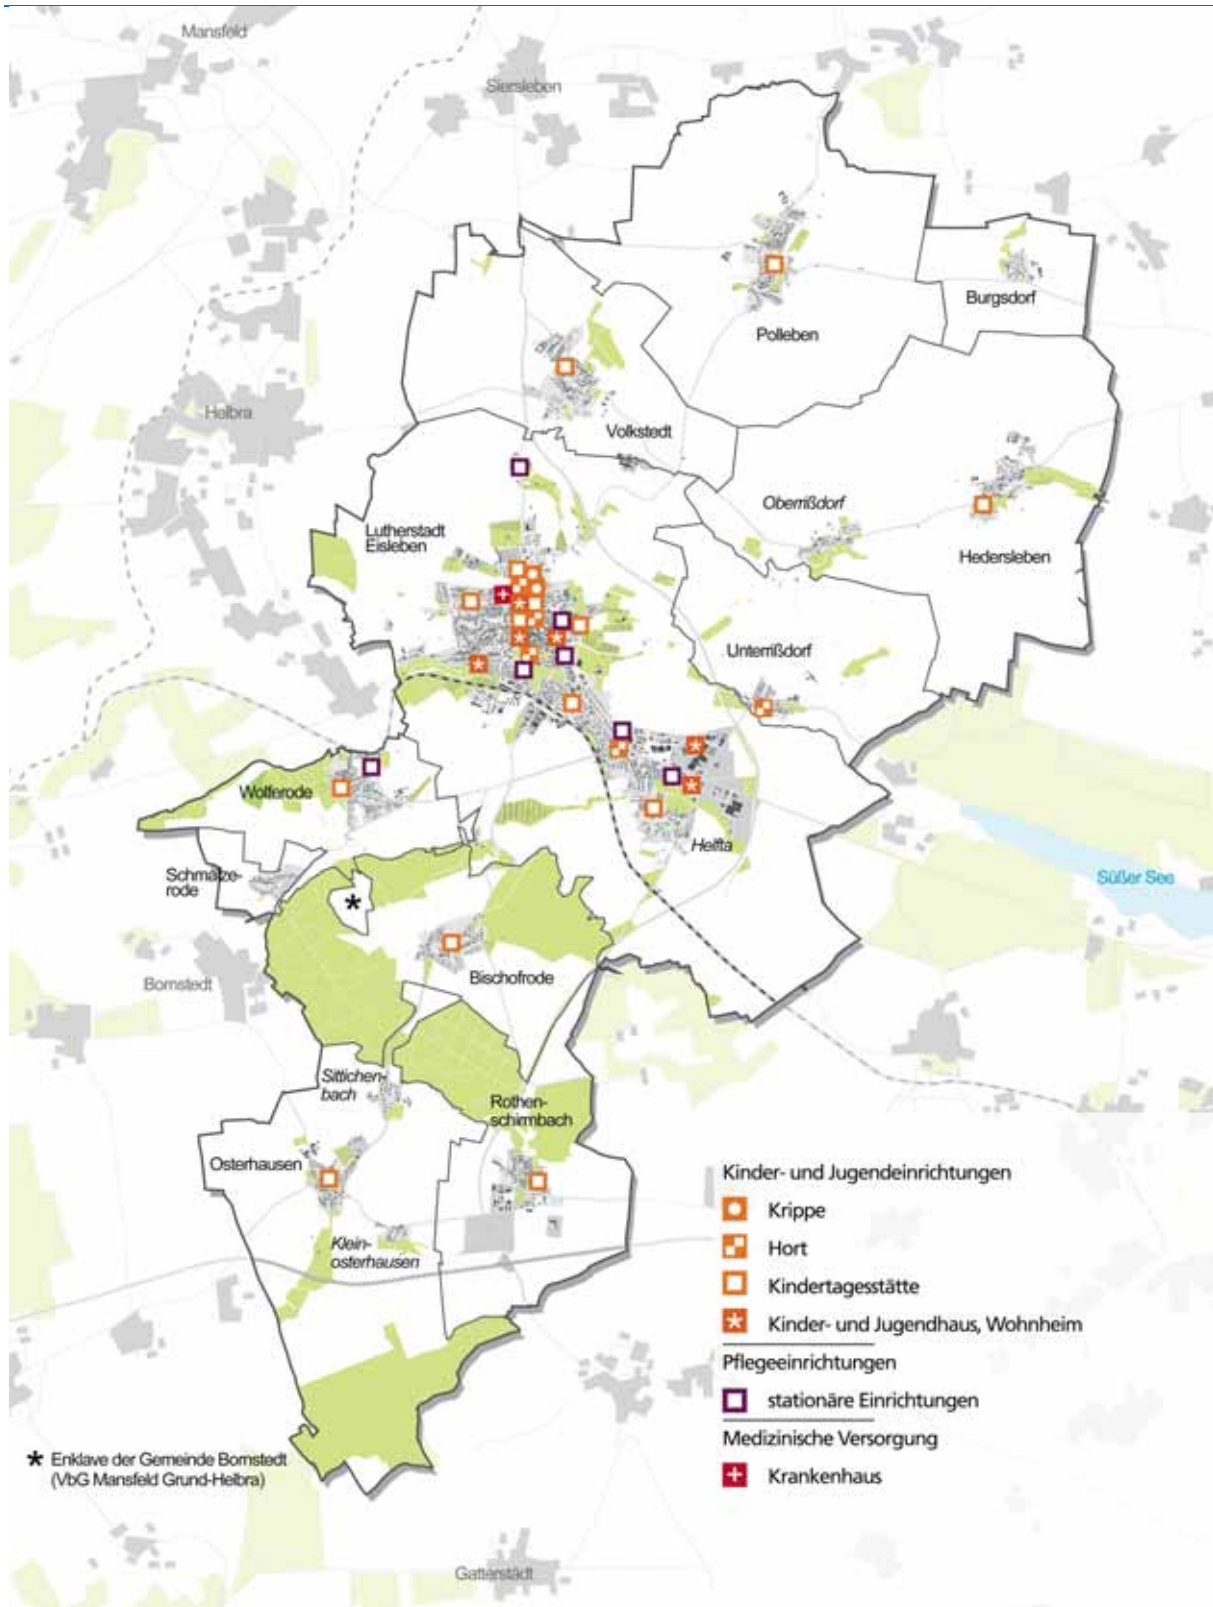 Mansfeld
Siersleben
Burgsdorf
Polleben
Helbra
Volkstedt
Oberrißdorf
Lutherstadt
Eisleben
Hedersleben
Unterrißdorf
Wolferode
Helfta
Schmalze-
rode
Süßer See
Bischofrode
Bornstedt
Sittichen-
bach
Rothen-
schirmbach
Osterhausen
Klein-
osterhausen
Kinder- und Jugendeinrichtungen
Krippe
Hort
Kindertagesstätte
Kinder- und Jugendhaus, Wohnheim
Pflegeeinrichtungen
stationäre Einrichtungen
Medizinische Versorgung
Krankenhaus
* Enklave der Gemeinde Bornstedt
(VbG Mansfeld Grund-Helbra)
Gatterstädt